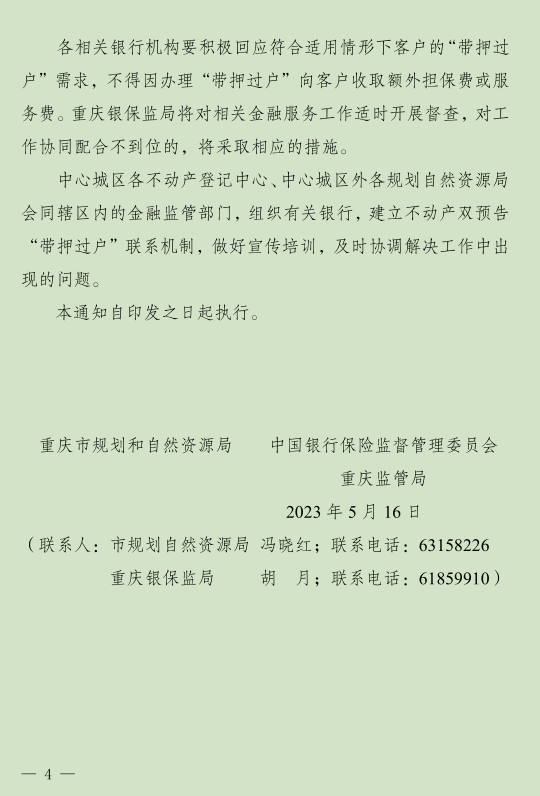 各相关银行机构要积极回应符合适用情形下客户的“带押过
户”需求，不得因办理“带押过户”向客户收取额外担保费或服
务费。重庆银保监局将对相关金融服务工作适时开展督查，对工
作协同配合不到位的，将采取相应的措施。
中心城区各不动产登记中心、中心城区外各规划自然资源局
会同辖区内的金融监管部门，组织有关银行，建立不动产双预告
“带押过户”联系机制，做好宣传培训，及时协调解决工作中出
现的问题。
本通知自印发之日起执行。
重庆市规划和自然资源局 中国银行保险监督管理委员会
重庆监管局
2023 年 5 月 16 日
（联系人：市规划自然资源局 冯晓红；联系电话：63158226
重庆银保监局 胡 月；联系电话：61859910）
— 4 —